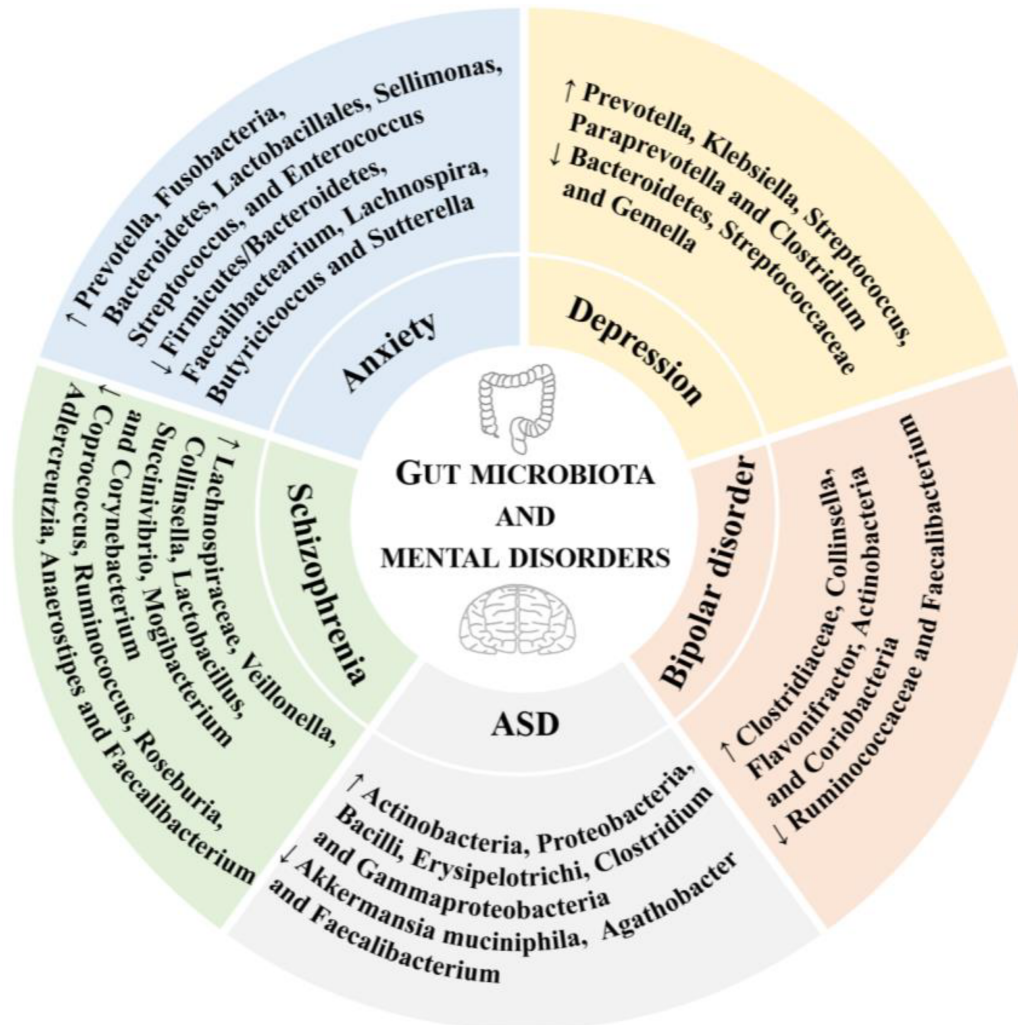 ↑ Prevotella, Fusobacteria,
Bacteroidetes, Lactobacillales, Sellimonas,
Streptococcus, and Enterococcus
↓ Firmicutes/Bacteroidetes,
Faecalibactearium, Lachnospira,
Butyricicoccus and Sutterella
Anxiety
↑ Prevotella, Klebsiella, Streptococcus,
Paraprevotella and Clostridium
↓ Bacteroidetes, Streptococcaceae
and Gemella
Depression
GUT MICROBIOTA
AND
MENTAL DISORDERS
Bipolar disorder
↑ Clostridiaceae, Collinsella,
Flavonifractor, Actinobacteria
and Coriobacteria
↓ Ruminococcaceae and Faecalibacterium
ASD
↑ Actinobacteria, Proteobacteria,
Bacilli, Erysipelotrichi, Clostridium
and Gammaproteobacteria
↓ Akkermansia muciniphila, Agathobacter
and Faecalibacterium
Schizophrenia
↑ Lachnospiraceae, Veillonella,
Collinsella, Lactobacillus,
Succinivibrio, Mogibacterium
and Corynebacterium
↓ Coprococcus, Ruminococcus, Roseburia,
Adlercreutzia, Anaerostipes and Faecalibacterium